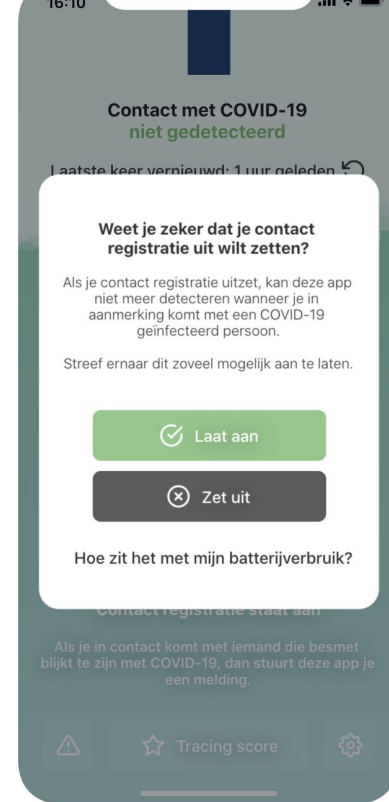 16:10
Contact met COVID-19
niet gedetecteerd
Laatste keer vernieuwd: 1 uur geleden
Weet je zeker dat je contact
registratie uit wilt zetten?
Als je contact registratie uitzet, kan deze app
niet meer detecteren wanneer je in
aanmerking komt met een COVID-19
geïnfecteerd persoon.
Streef ernaar dit zoveel mogelijk aan te laten.
Laat aan
Zet uit
Hoe zit het met mijn batterijverbruik?
Contact registratie staat aan
Als je in contact komt met iemand die besmet
blijkt te zijn met COVID-19, dan stuurt deze app je
een melding.
Tracing score